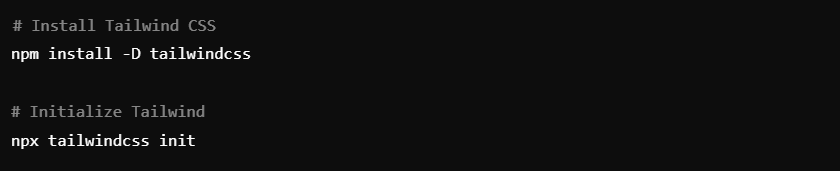 # Install Tailwind CSS
npm install -D tailwindcss
# Initialize Tailwind
npx tailwindcss init